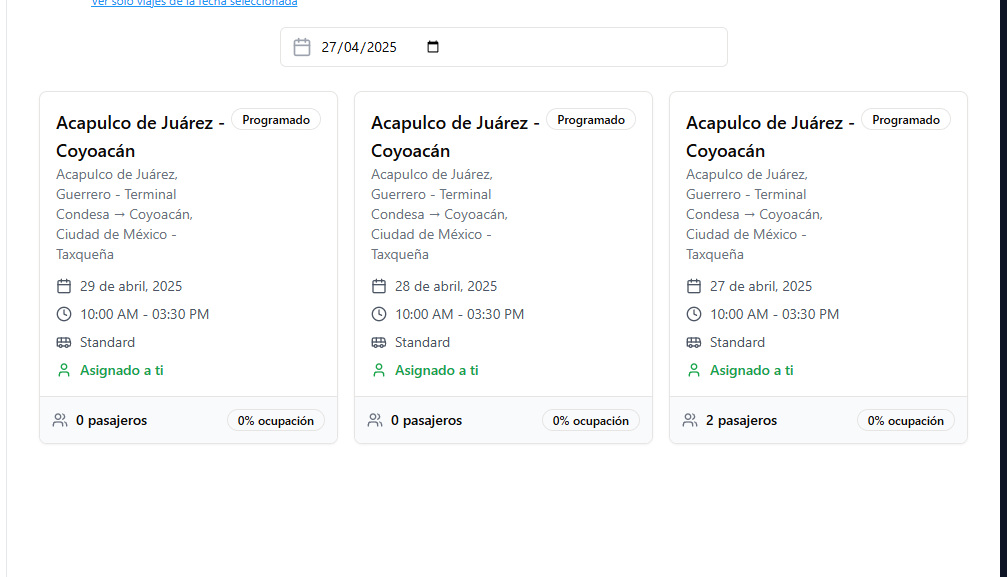 Ver solo viajes de la fecha seleccionada
27/04/2025
Acapulco de Juárez -
Coyoacán
Programado
Acapulco de Juárez,
Guerrero - Terminal
Condesa → Coyoacán,
Ciudad de México -
Taxqueña
29 de abril, 2025
10:00 AM - 03:30 PM
Standard
Asignado a ti
0 pasajeros
0% ocupación
Acapulco de Juárez -
Coyoacán
Programado
Acapulco de Juárez,
Guerrero - Terminal
Condesa → Coyoacán,
Ciudad de México -
Taxqueña
28 de abril, 2025
10:00 AM - 03:30 PM
Standard
Asignado a ti
0 pasajeros
0% ocupación
Acapulco de Juárez -
Coyoacán
Programado
Acapulco de Juárez,
Guerrero - Terminal
Condesa → Coyoacán,
Ciudad de México -
Taxqueña
27 de abril, 2025
10:00 AM - 03:30 PM
Standard
Asignado a ti
2 pasajeros
0% ocupación